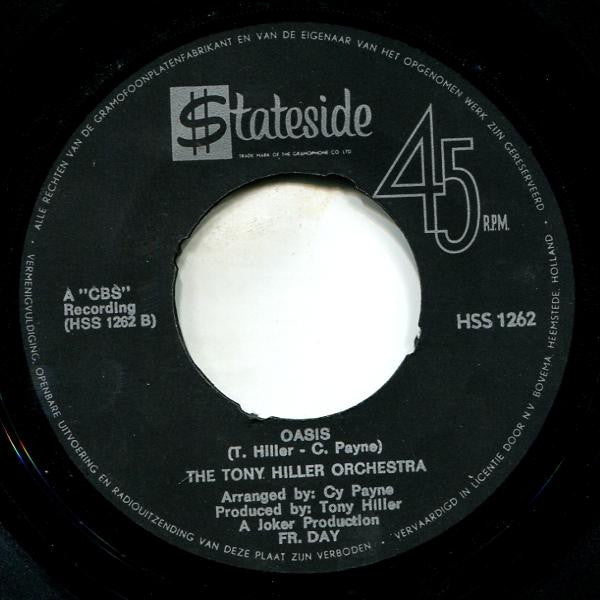 · ALLE RECHTEN VAN DE GRAMOFOONPLATENFABRIKANT EN VAN DE EIGENAAR VAN HET OPGENOMEN WERK ZIJN GERESERVEERD ·
$tateside
TRADE MARK OF THE GRAMOPHONE CO. LTD.
45 R.P.M.
A "CBS"
Recording
(HSS 1262 B)
HSS 1262
OASIS
(T. Hiller - C. Payne)
THE TONY HILLER ORCHESTRA
Arranged by: Cy Payne
Produced by: Tony Hiller
A Joker Production
FR. DAY
VERMENIGVULDIGING, OPENBARE UITVOERING EN RADIOUITZENDING VAN DEZE PLAAT ZIJN VERBODEN · VERVAARDIGD IN LICENTIE DOOR N.V. BOVEMA HEEMSTEDE, HOLLAND